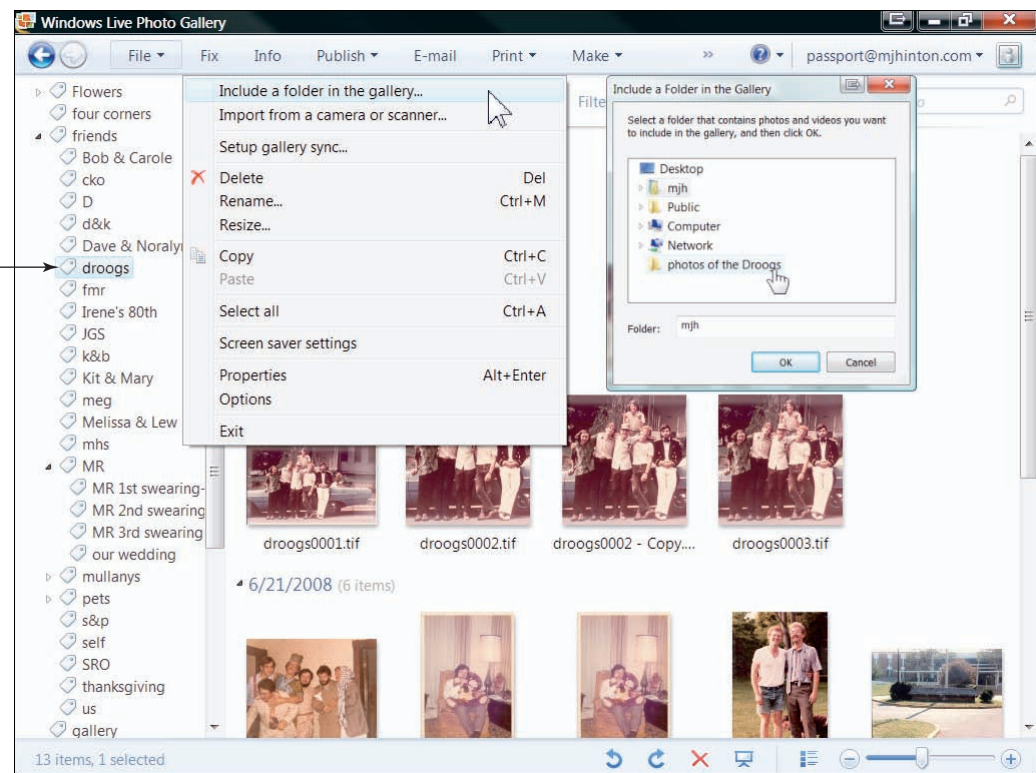 Windows Live Photo Gallery
File Fix Info Publish E-mail Print Make » passport@mjhinton.com
Flowers
four corners
friends
Bob & Carole
cko
D
d&k
Dave & Noraly
droogs
fmr
Irene's 80th
JGS
k&b
Kit & Mary
meg
Melissa & Lew
mhs
MR
MR 1st swearing-
MR 2nd swearing
MR 3rd swearing
our wedding
mullanys
pets
s&p
self
SRO
thanksgiving
us
gallery
Include a folder in the gallery...
Import from a camera or scanner...
Setup gallery sync...
Delete Del
Rename... Ctrl+M
Resize...
Copy Ctrl+C
Paste Ctrl+V
Select all Ctrl+A
Screen saver settings
Properties Alt+Enter
Options
Exit
Filte
Include a Folder in the Gallery
Select a folder that contains photos and videos you want
to include in the gallery, and then click OK.
Desktop
mjh
Public
Computer
Network
photos of the Droogs
Folder: mjh
OK Cancel
droogs0001.tif droogs0002.tif droogs0002 - Copy.... droogs0003.tif
6/21/2008 (6 items)
13 items, 1 selected